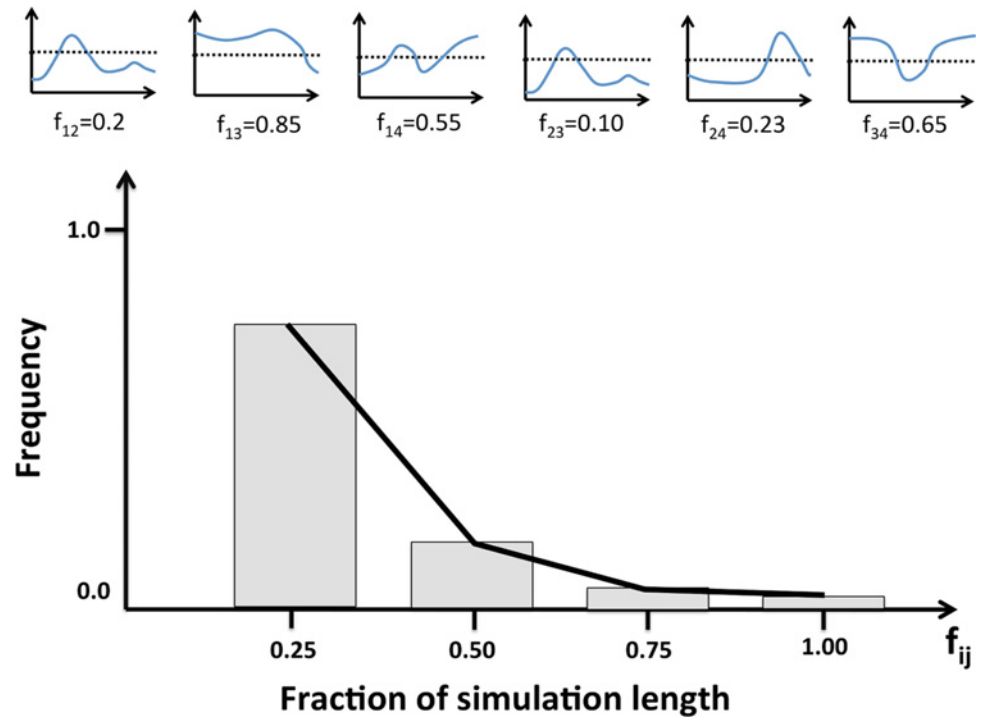 f12=0.2 f13=0.85 f14=0.55 f23=0.10 f24=0.23 f34=0.65
1.0
Frequency
0.0
0.25 0.50 0.75 1.00 fij
Fraction of simulation length